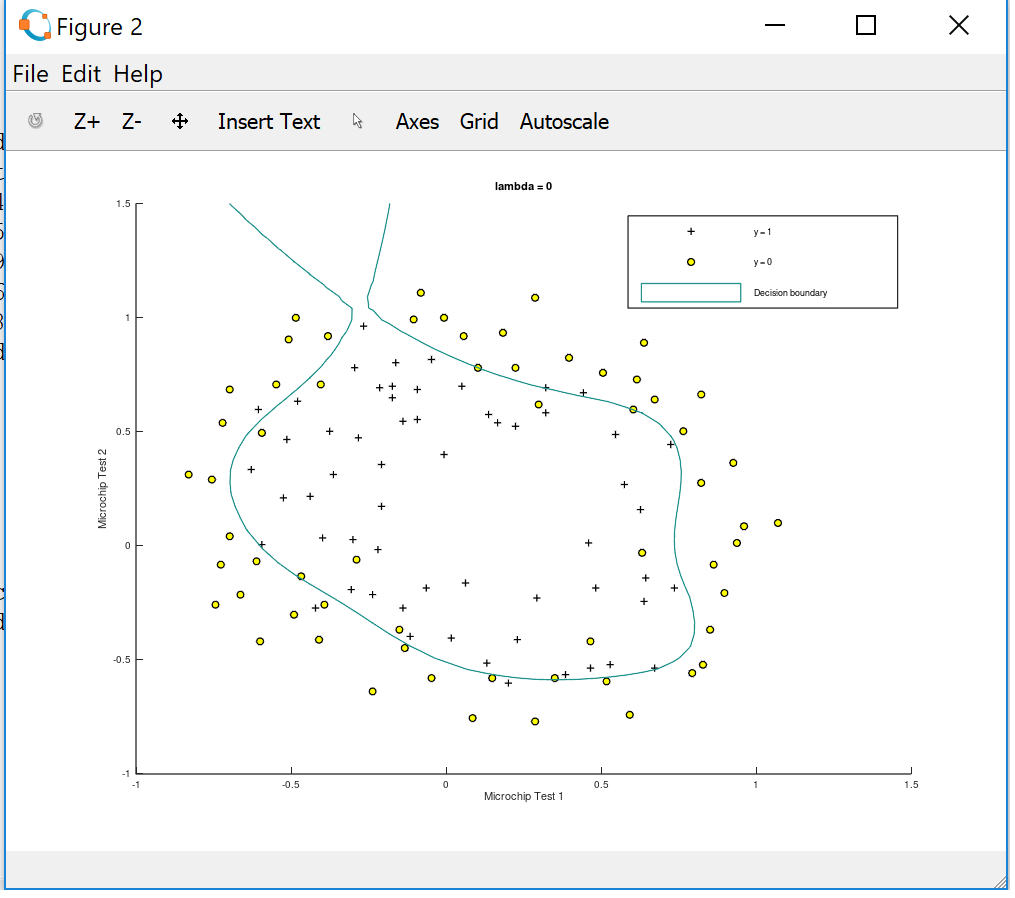 Figure 2
File Edit Help
Z+ Z- Insert Text Axes Grid Autoscale
lambda = 0
1.5
1
0.5
0
-0.5
-1
Microchip Test 2
y = 1
y = 0
Decision boundary
-1 -0.5 0 0.5 1 1.5
Microchip Test 1